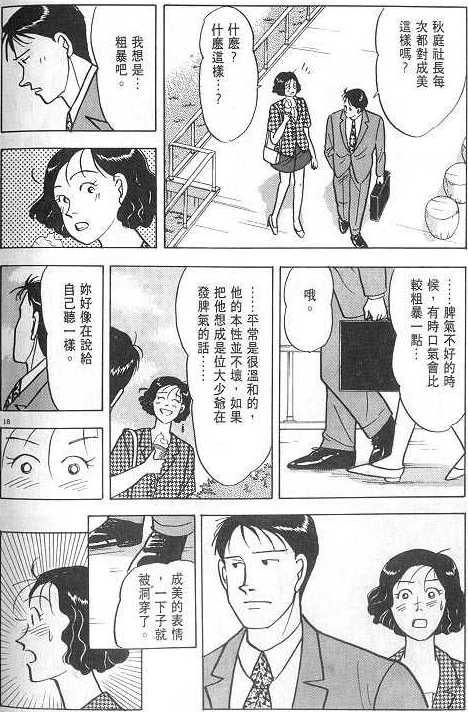 秋庭社長每
次都對成美
這樣嗎？
什麼？
什麼這樣…？
我想是…
粗暴吧。
……脾氣不好的時
候，有時口氣會比
較粗暴一點…
哦。
……平常是很溫和的，
他的本性並不壞，如果
把他想成是位大少爺在
發脾氣的話……
妳好像在說給
自己聽一樣。
18
成美的表情
，一下子就
被洞穿了。